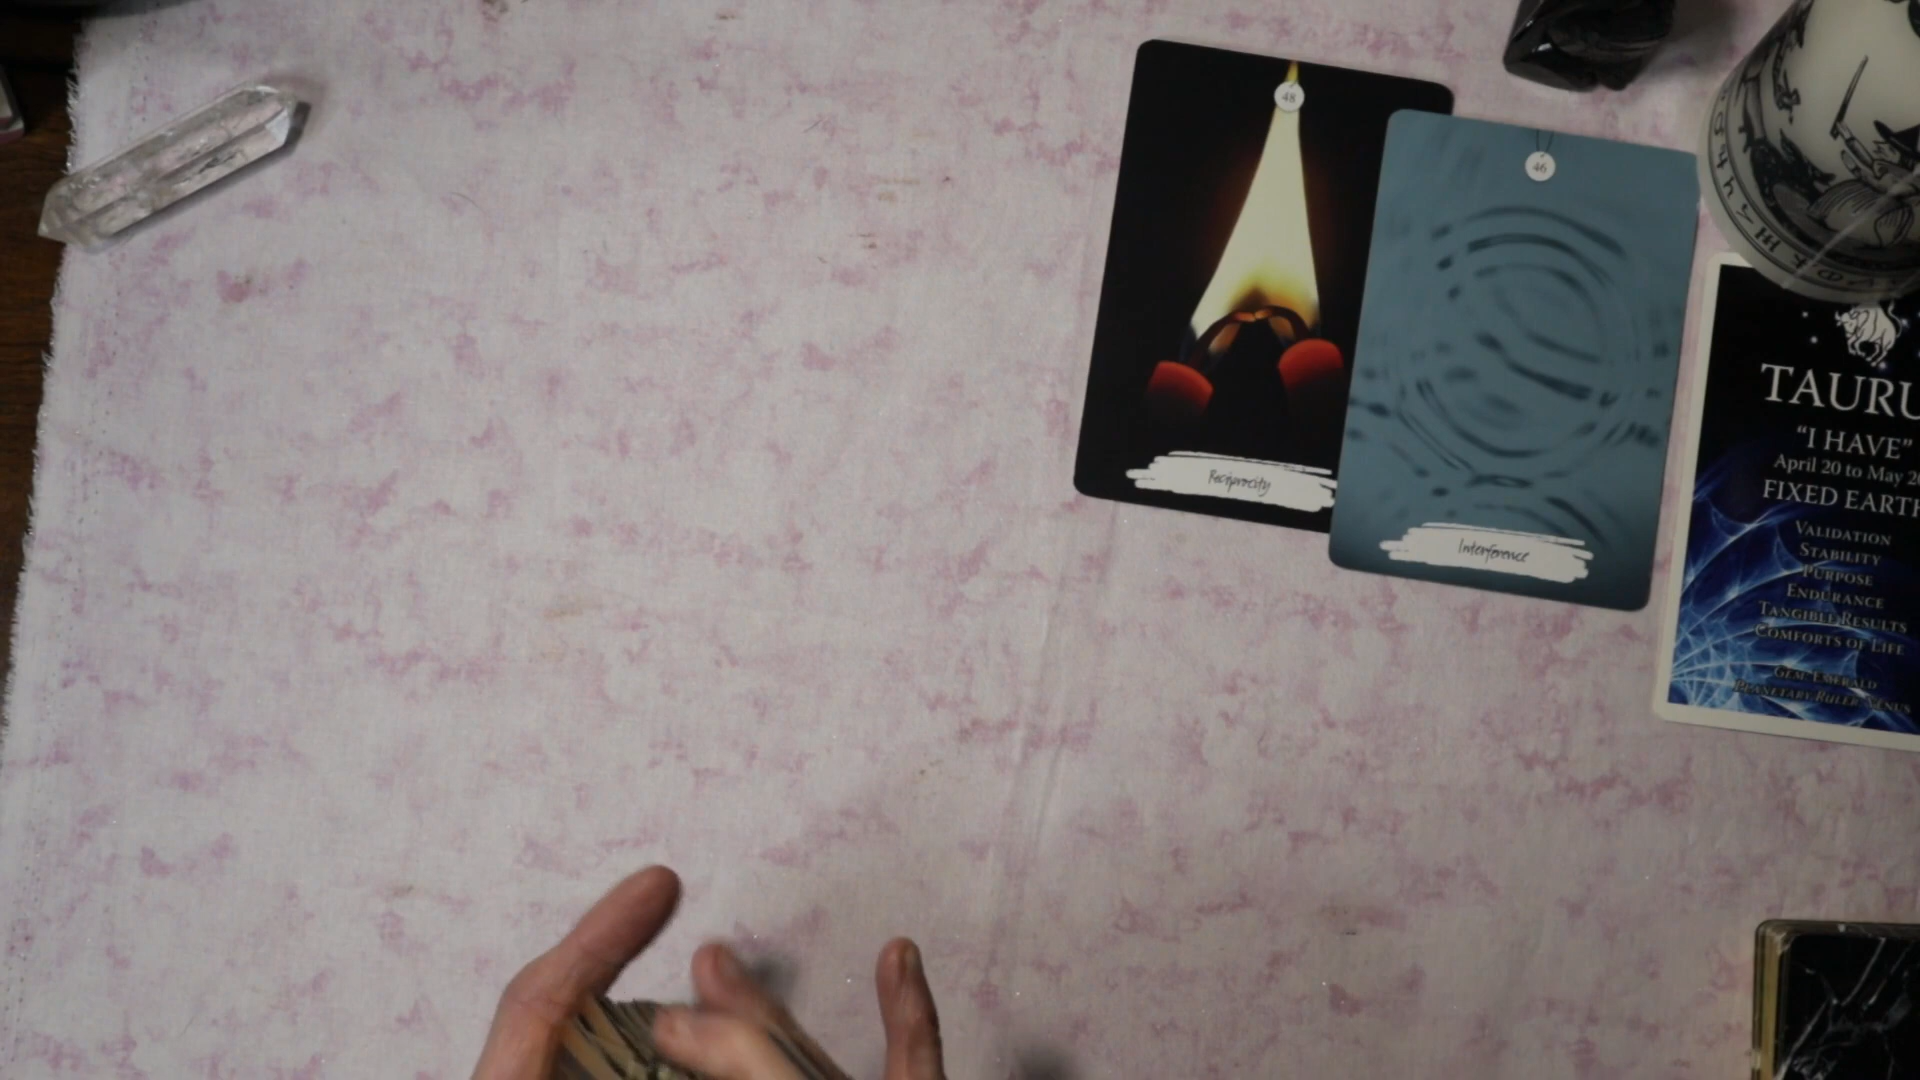 48
Reciprocity
46
Interference
TAURU
"I HAVE"
April 20 to May 20
FIXED EARTH
VALIDATION
STABILITY
PURPOSE
ENDURANCE
TANGIBLE RESULTS
COMFORTS OF LIFE
GEM: EMERALD
PLANETARY RULER: VENUS